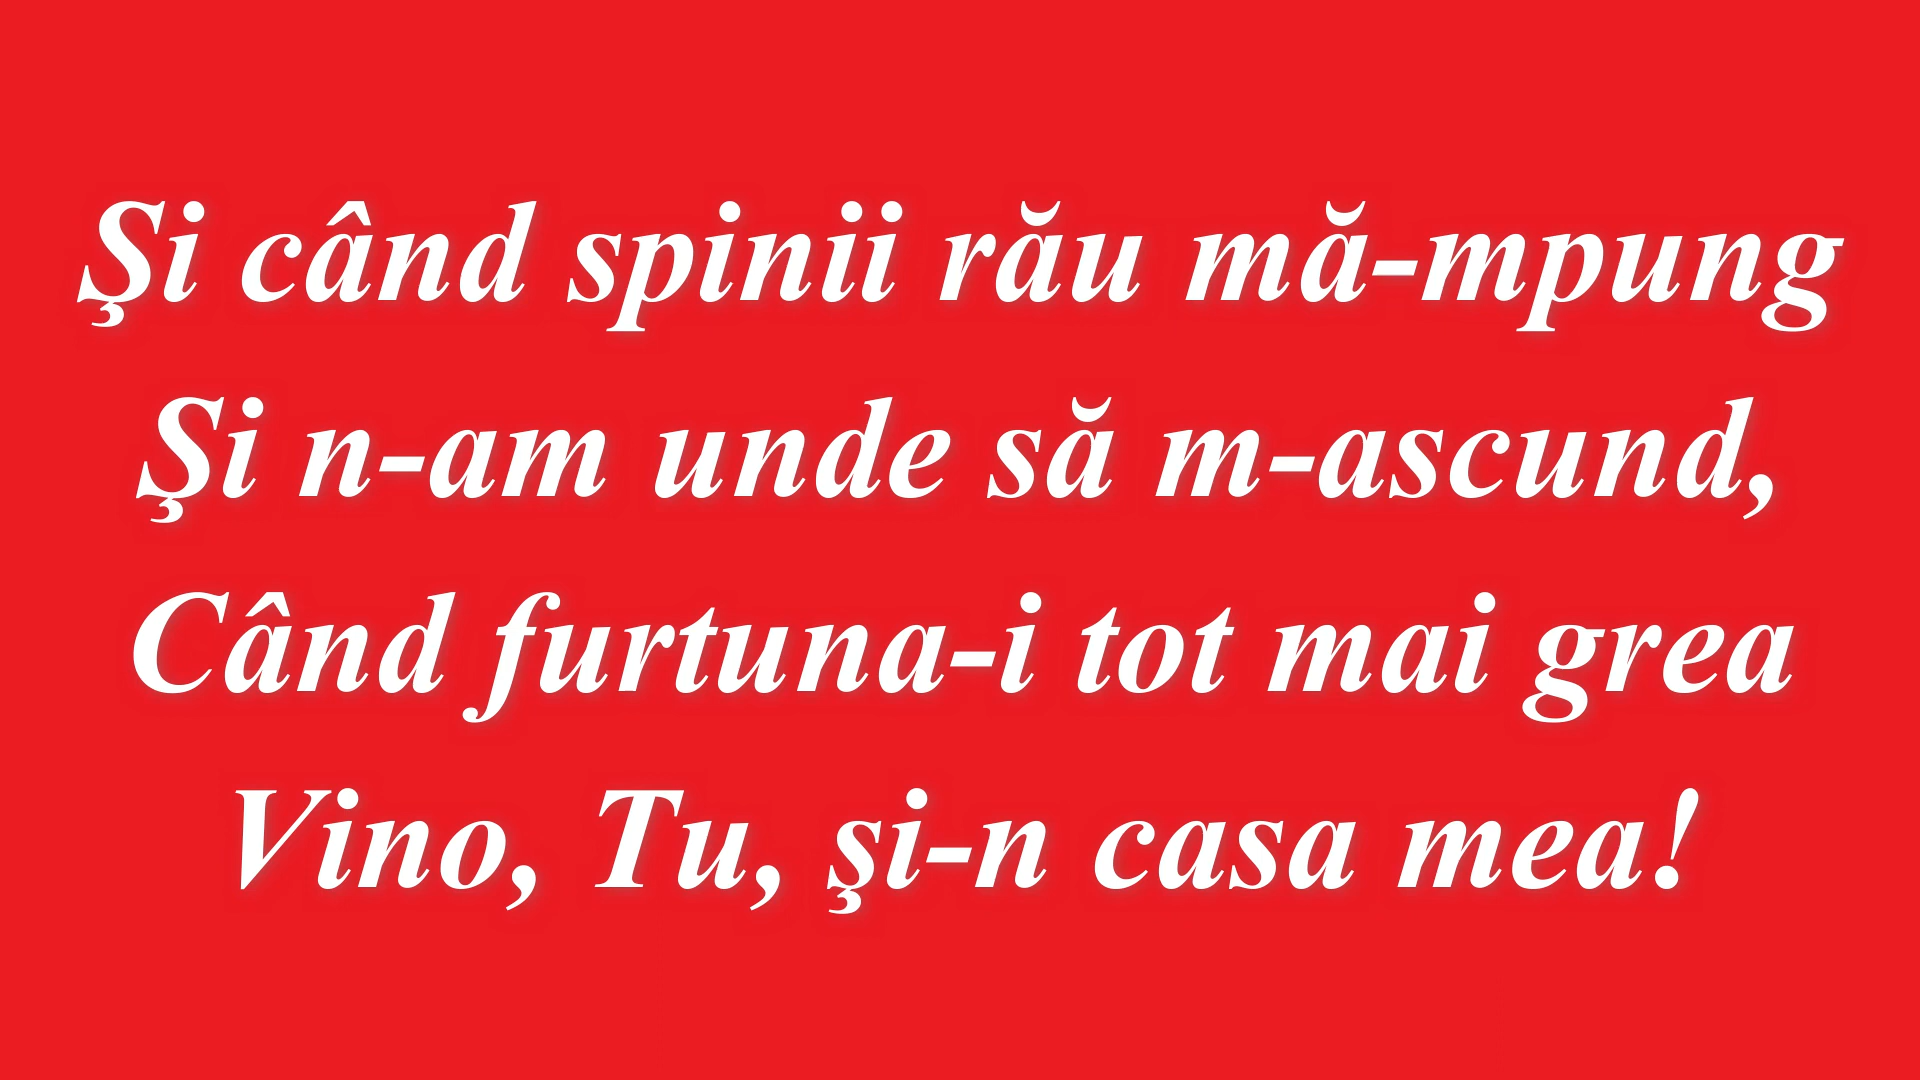 Şi când spinii rău mă-mpung
Şi n-am unde să m-ascund,
Când furtuna-i tot mai grea
Vino, Tu, şi-n casa mea!